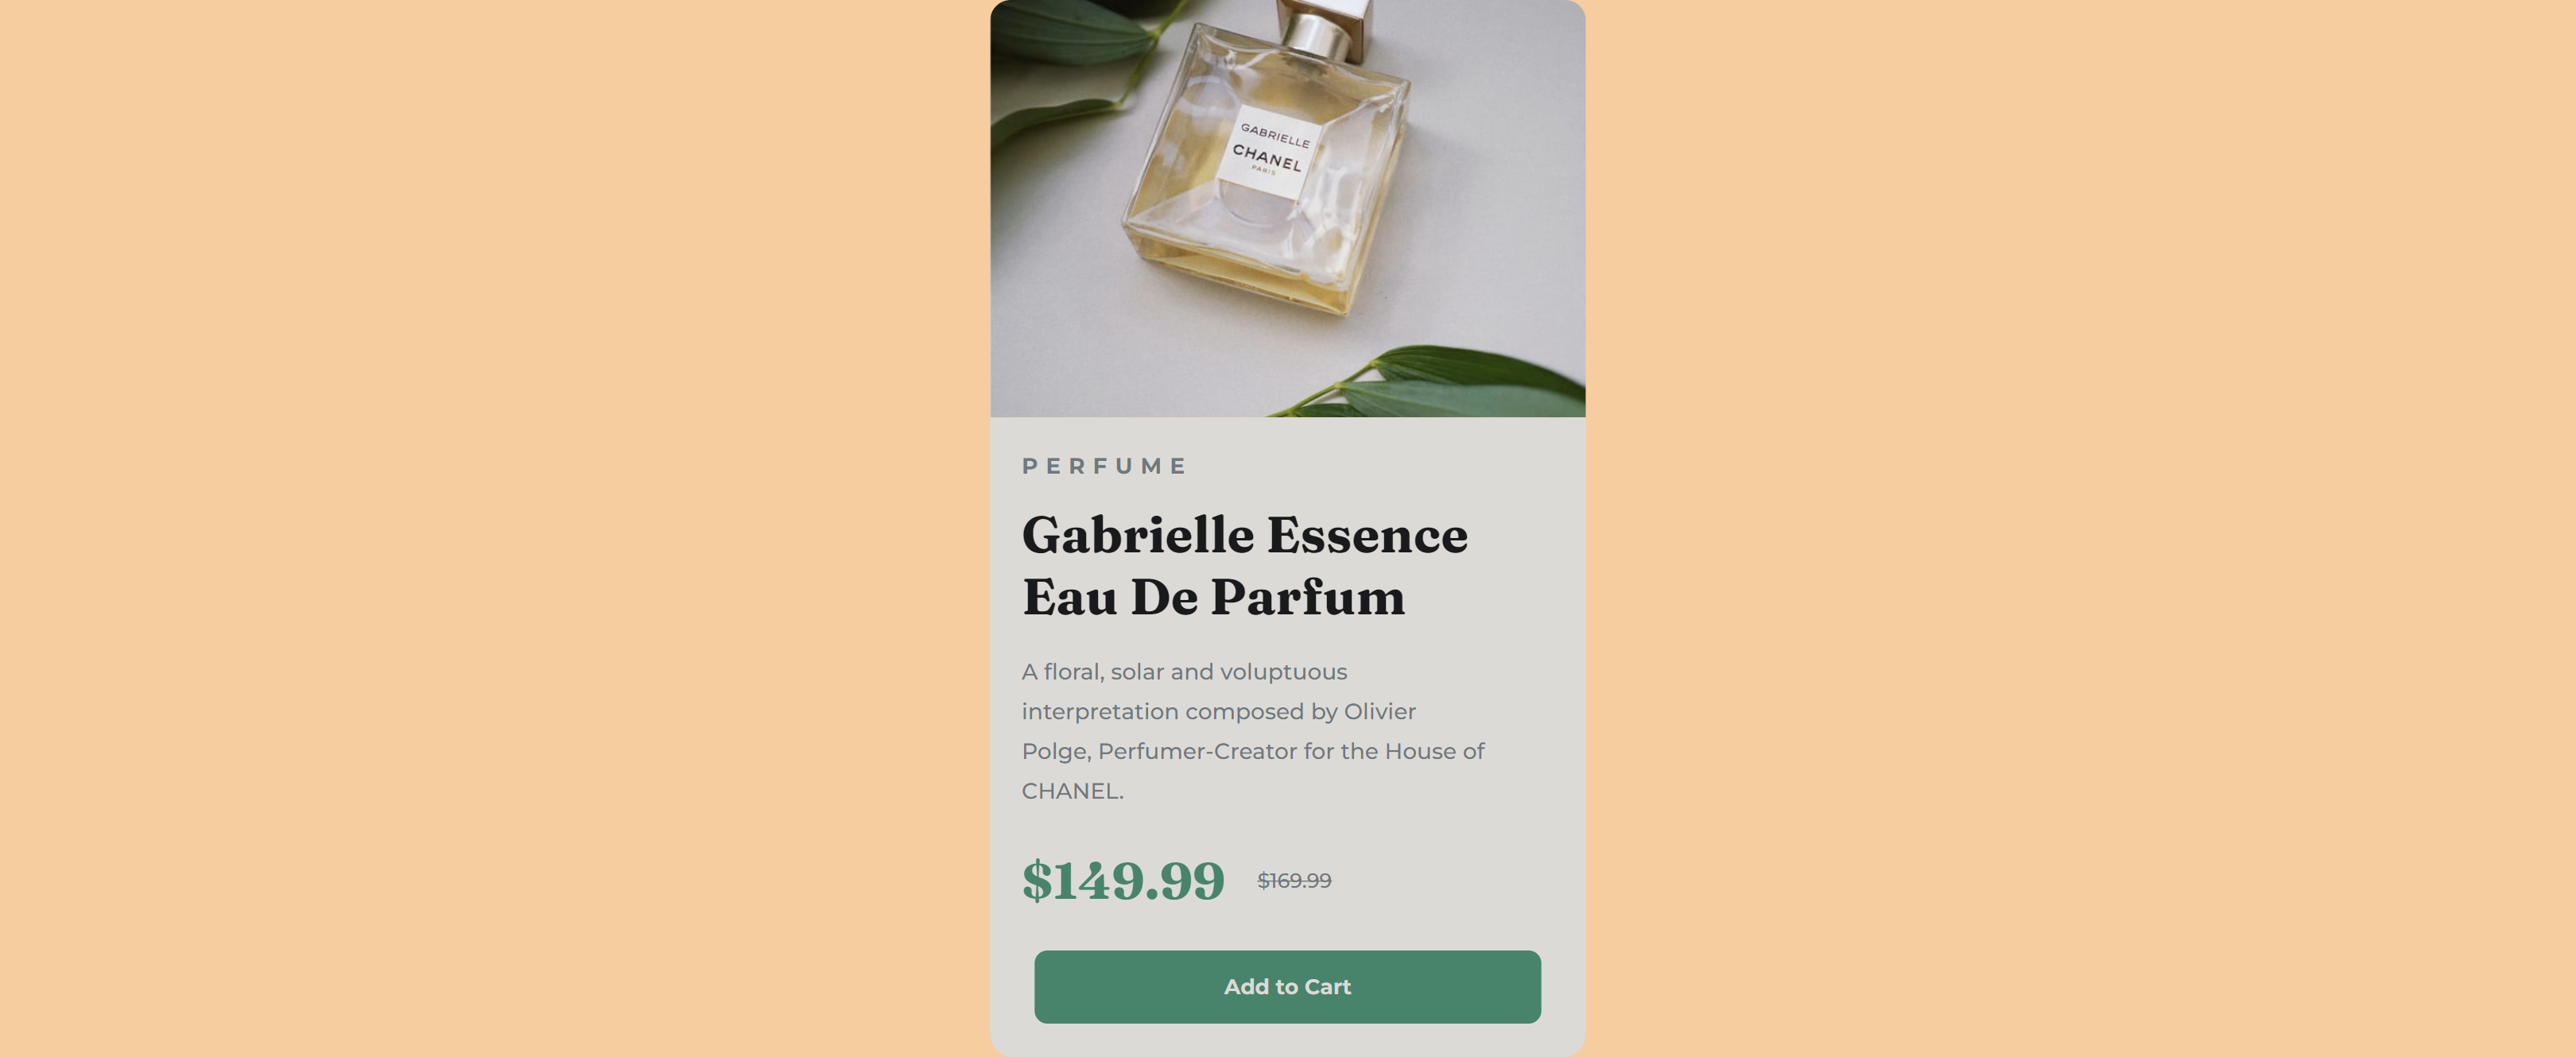 GABRIELLE
CHANEL
PARIS
PERFUME
Gabrielle Essence
Eau De Parfum
A floral, solar and voluptuous
interpretation composed by Olivier
Polge, Perfumer-Creator for the House of
CHANEL.
$149.99 $169.99
Add to Cart